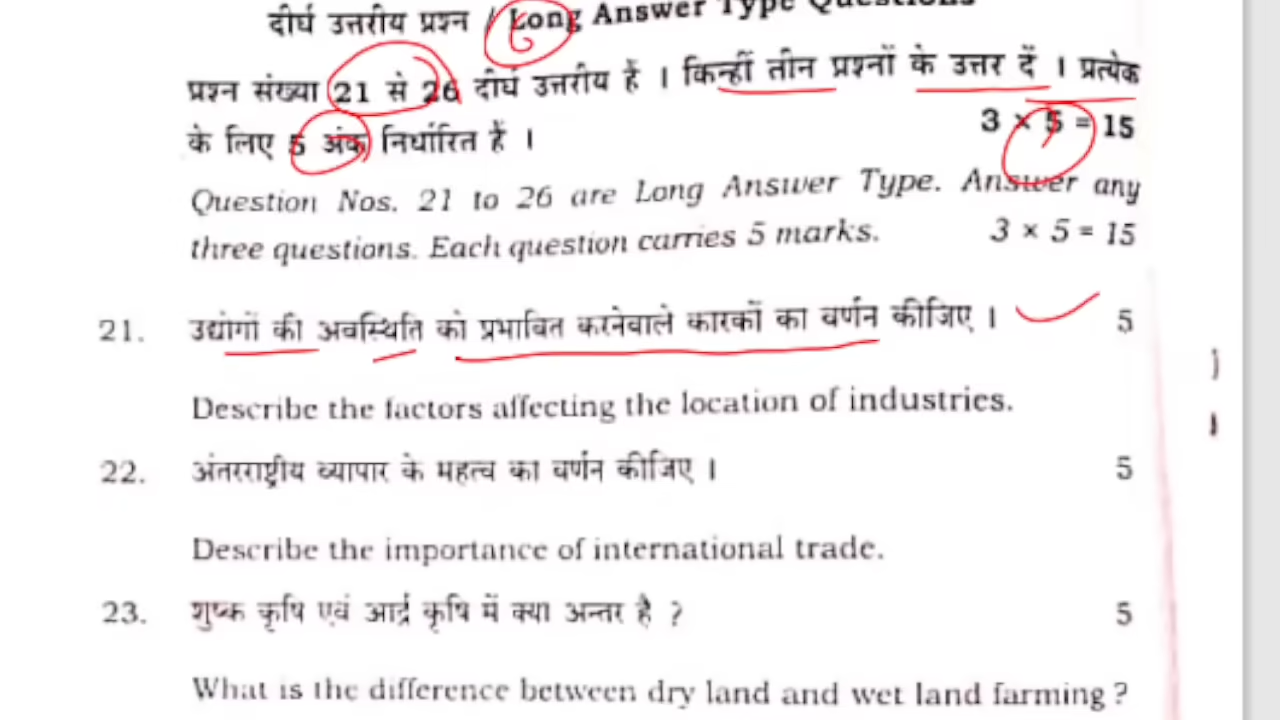 दीर्घ उत्तरीय प्रश्न / Long Answer Type Questions
प्रश्न संख्या 21 से 26 दीर्घ उत्तरीय हैं । किन्हीं तीन प्रश्नों के उत्तर दें । प्रत्येक
के लिए 5 अंक निर्धारित हैं । 3 × 5 = 15
Question Nos. 21 to 26 are Long Answer Type. Answer any
three questions. Each question carries 5 marks. 3 × 5 = 15
21. उद्योगों की अवस्थिति को प्रभावित करनेवाले कारकों का वर्णन कीजिए । 5
Describe the factors affecting the location of industries.
22. अंतरराष्ट्रीय व्यापार के महत्व का वर्णन कीजिए । 5
Describe the importance of international trade.
23. शुष्क कृषि एवं आर्द्र कृषि में क्या अन्तर है ? 5
What is the difference between dry land and wet land farming ?